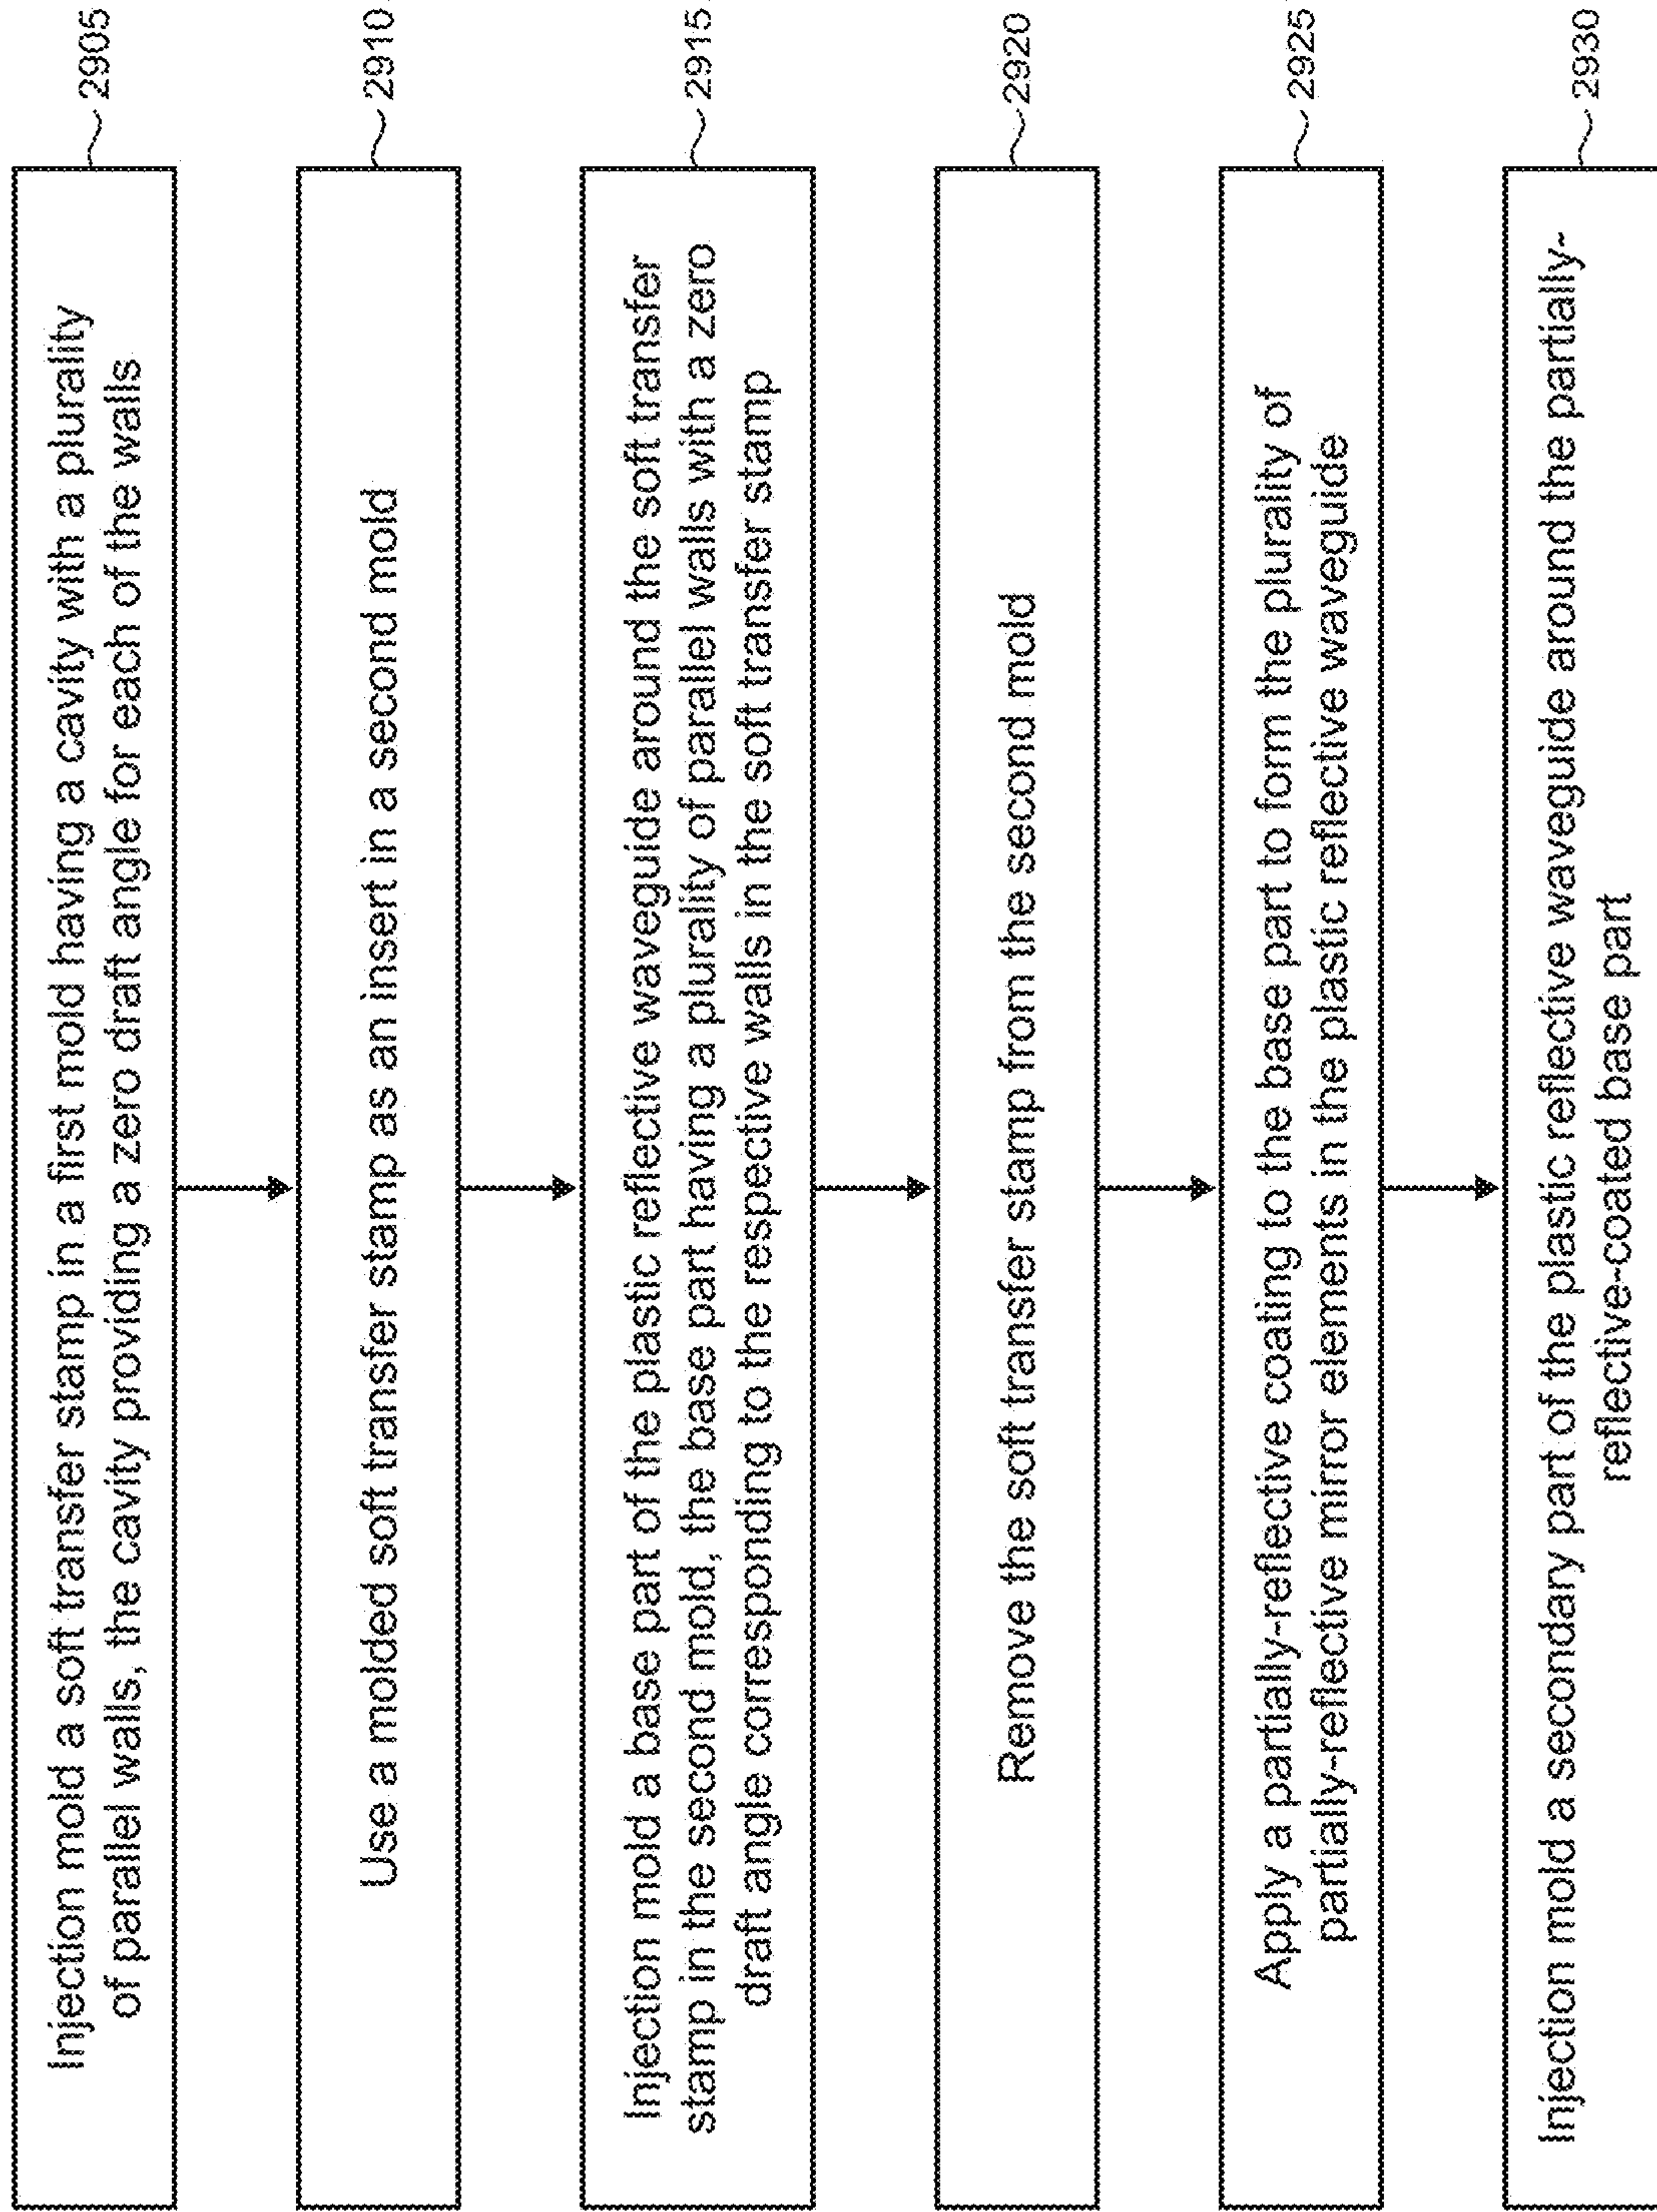 Injection mold a soft transfer stamp in a first mold having a cavity with a plurality
of parallel walls, the cavity providing a zero draft angle for each of the walls
2905
Use a molded soft transfer stamp as an insert in a second mold
2910
Injection mold a base part of the plastic reflective waveguide around the soft transfer
stamp in the second mold, the base part having a plurality of parallel walls with a zero
draft angle corresponding to the respective walls in the soft transfer stamp
2915
Remove the soft transfer stamp from the second mold
2920
Apply a partially-reflective coating to the base part to form the plurality of
partially-reflective mirror elements in the plastic reflective waveguide
2925
Injection mold a secondary part of the plastic reflective waveguide around the partially-
reflective-coated base part
2930